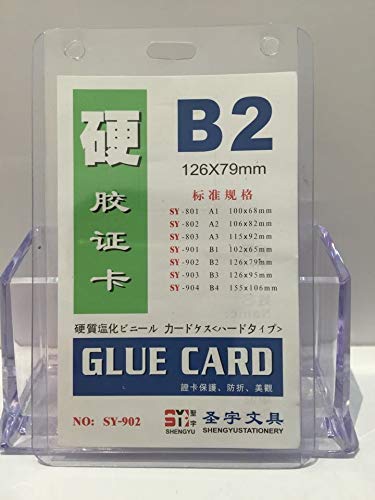 硬
胶
证
卡
B2
126X79mm
标准规格
SY-801 A1 100x68mm
SY-802 A2 106x82mm
SY-803 A3 115x92mm
SY-901 B1 102x65mm
SY-902 B2 126x79mm
SY-903 B3 126x95mm
SY-904 B4 155x106mm
硬質塩化ビニール カードケス<ハードタイプ>
GLUE CARD
證卡保護、防折、美觀
NO: SY-902
SY
聖宇
SHENGYU
圣宇文具
SHENGYUSTATIONERY